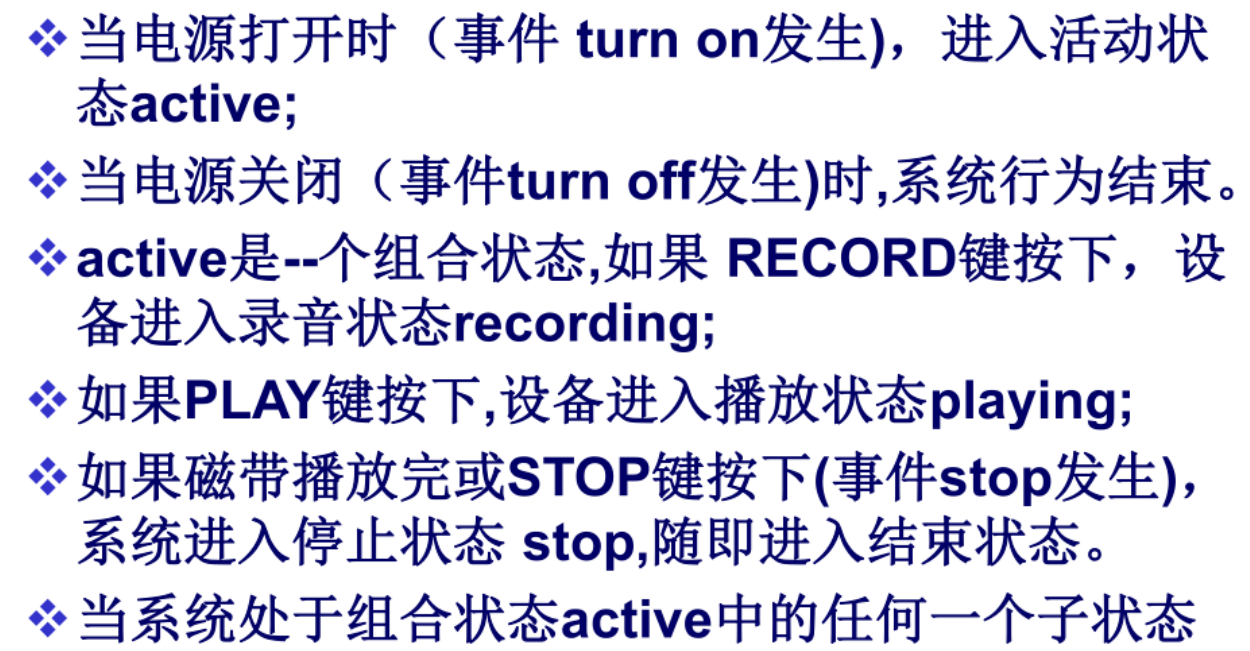 ❖当电源打开时（事件 turn on发生)，进入活动状
态active;
❖当电源关闭（事件turn off发生)时,系统行为结束。
❖active是--个组合状态,如果 RECORD键按下，设
备进入录音状态recording;
❖如果PLAY键按下,设备进入播放状态playing;
❖如果磁带播放完或STOP键按下(事件stop发生)，
系统进入停止状态 stop,随即进入结束状态。
❖当系统处于组合状态active中的任何一个子状态